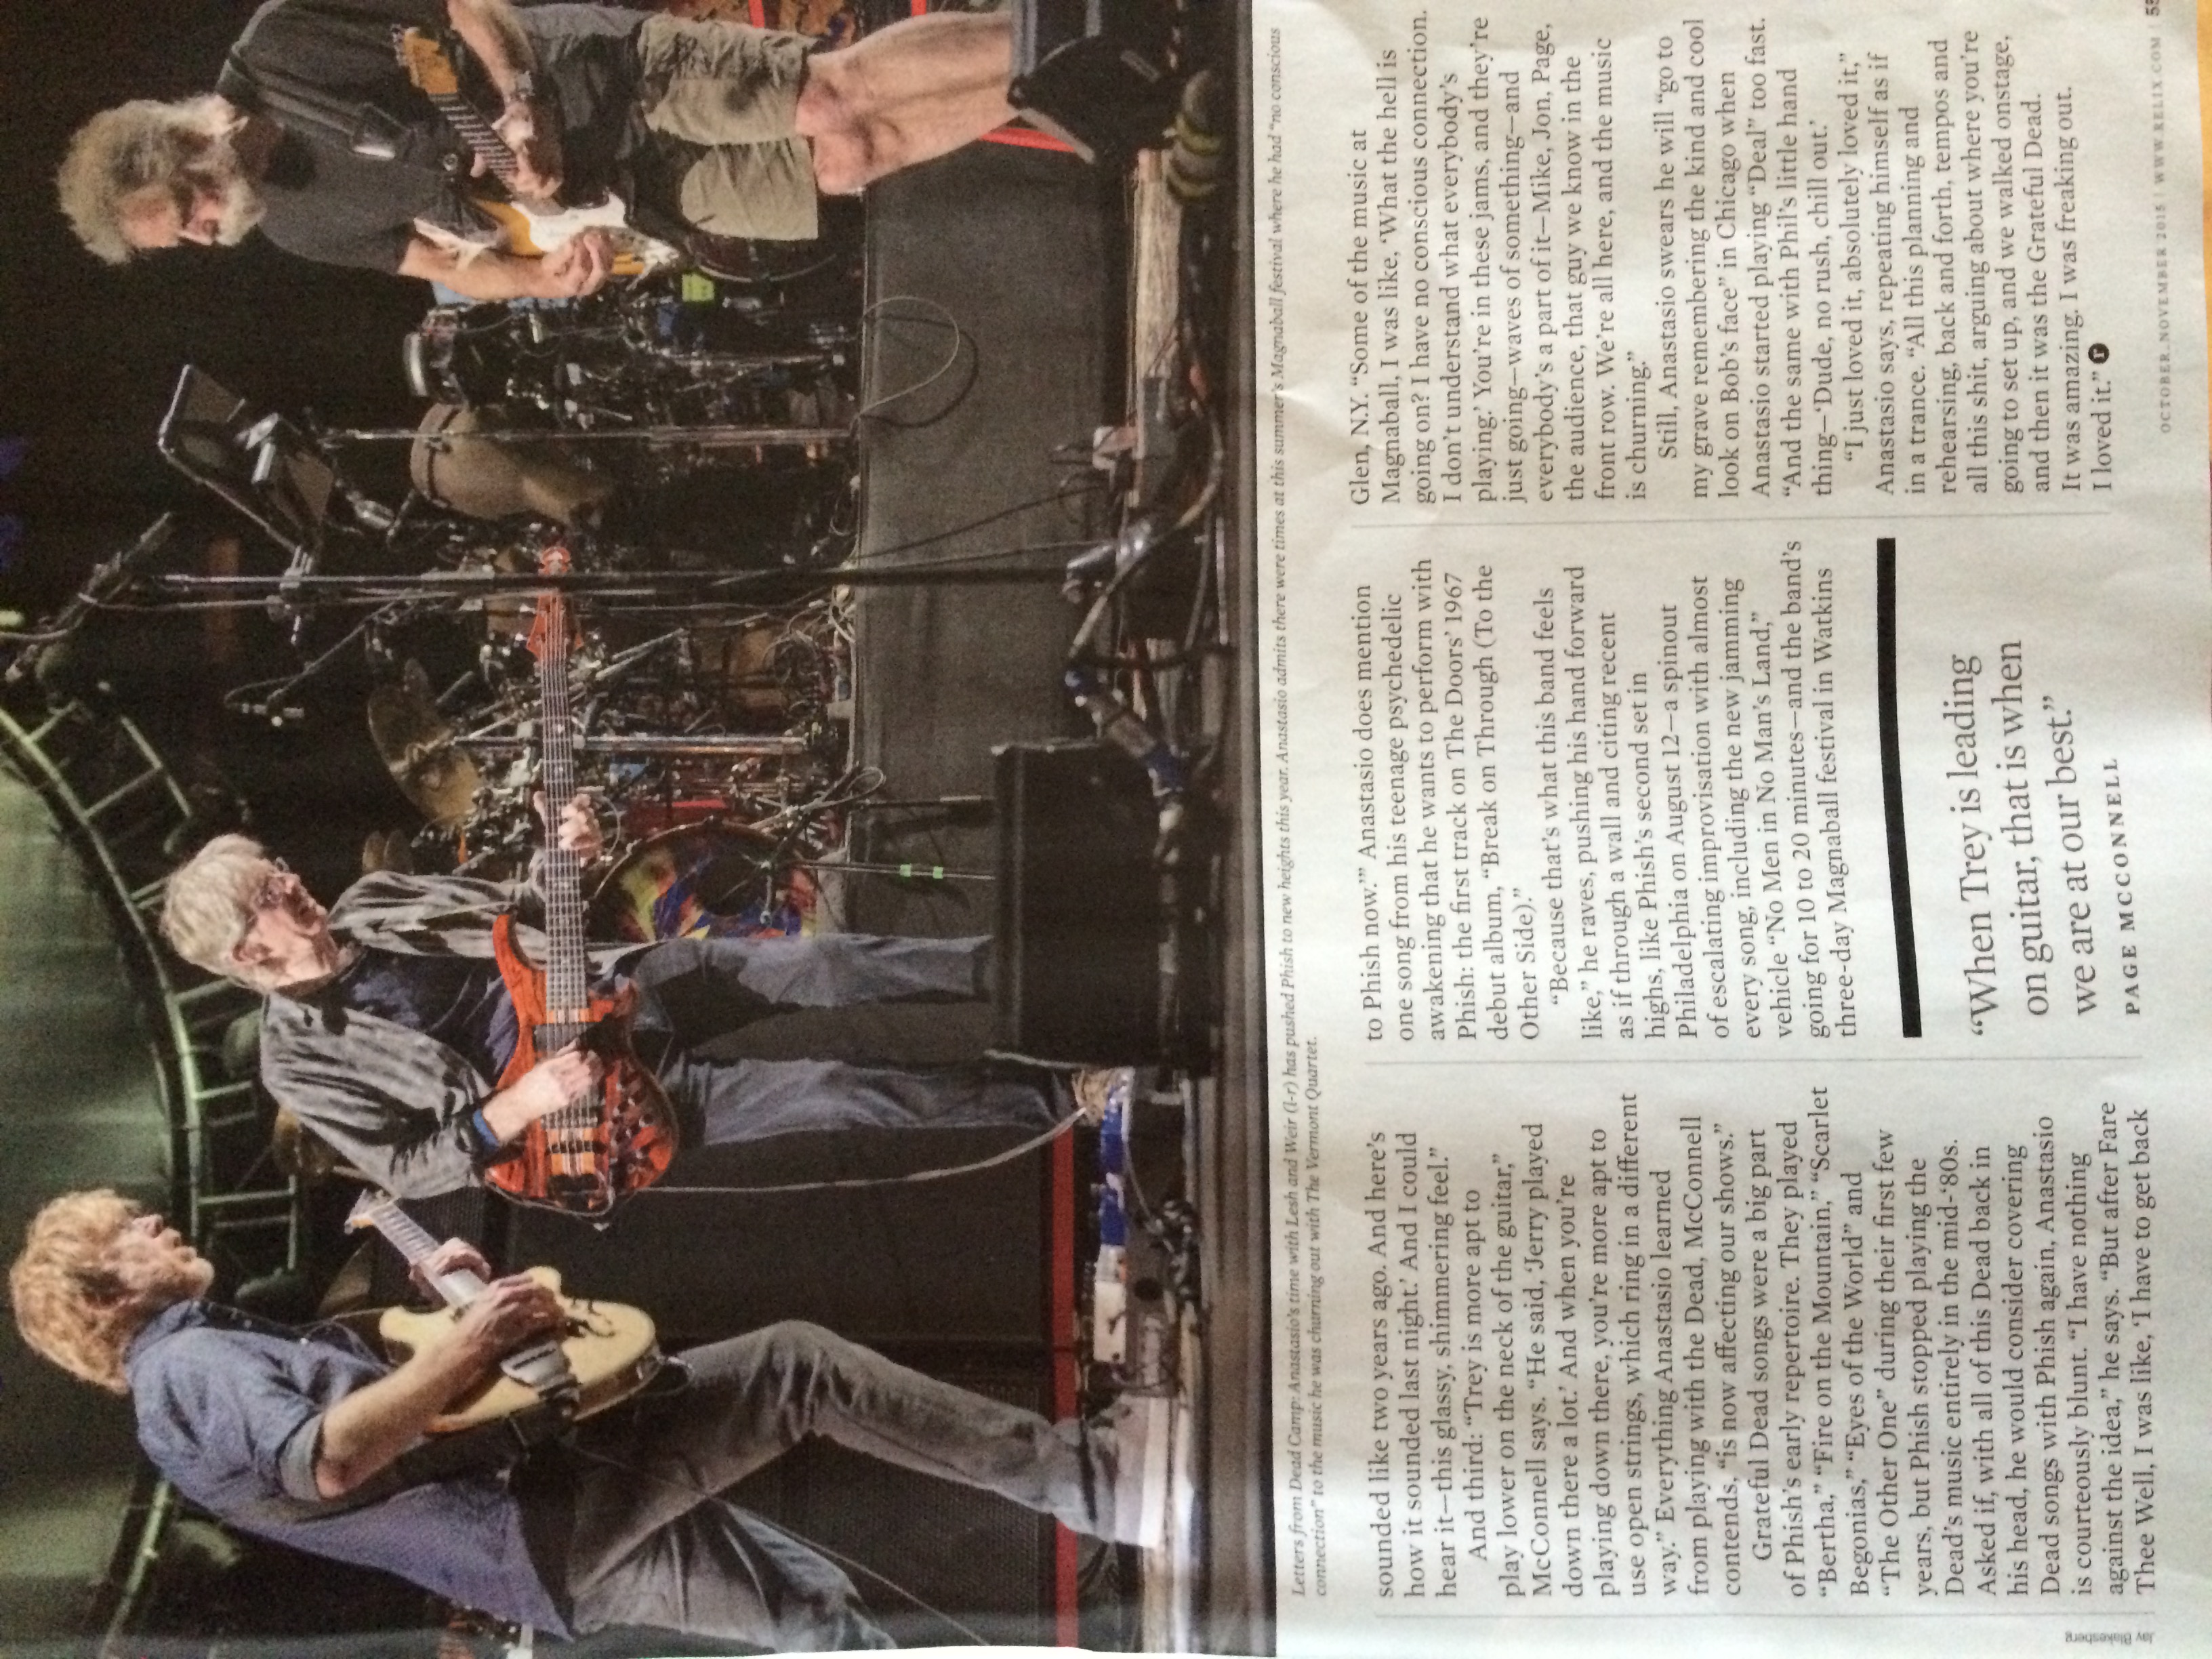 Letters from Dead Camp: Anastasio's time with Lesh and Weir (l-r) has pushed Phish to new heights this year. Anastasio admits there were times at this summer's Magnaball festival where he had “no conscious
connection” to the music he was churning out with The Vermont Quartet.
sounded like two years ago. And here's
how it sounded last night.’ And I could
hear it—this glassy, shimmering feel.”
And third: “Trey is more apt to
play lower on the neck of the guitar,”
McConnell says. “He said, ‘Jerry played
down there a lot.’ And when you're
playing down there, you're more apt to
use open strings, which ring in a different
way.” Everything Anastasio learned
from playing with the Dead, McConnell
contends, “is now affecting our shows.”
Grateful Dead songs were a big part
of Phish's early repertoire. They played
“Bertha,” “Fire on the Mountain,” “Scarlet
Begonias,” “Eyes of the World” and
“The Other One” during their first few
years, but Phish stopped playing the
Dead's music entirely in the mid-‘80s.
Asked if, with all of this Dead back in
his head, he would consider covering
Dead songs with Phish again, Anastasio
is courteously blunt. “I have nothing
against the idea,” he says. “But after Fare
Thee Well, I was like, ‘I have to get back
to Phish now.’” Anastasio does mention
one song from his teenage psychedelic
awakening that he wants to perform with
Phish: the first track on The Doors’ 1967
debut album, “Break on Through (To the
Other Side).”
“Because that's what this band feels
like,” he raves, pushing his hand forward
as if through a wall and citing recent
highs, like Phish's second set in
Philadelphia on August 12—a spinout
of escalating improvisation with almost
every song, including the new jamming
vehicle “No Men in No Man's Land,”
going for 10 to 20 minutes—and the band's
three-day Magnaball festival in Watkins
“When Trey is leading
on guitar, that is when
we are at our best.”
PAGE MCCONNELL
Glen, N.Y. “Some of the music at
Magnaball, I was like, ‘What the hell is
going on? I have no conscious connection.
I don't understand what everybody's
playing.’ You're in these jams, and they're
just going—waves of something—and
everybody's a part of it—Mike, Jon, Page,
the audience, that guy we know in the
front row. We're all here, and the music
is churning.”
Still, Anastasio swears he will “go to
my grave remembering the kind and cool
look on Bob's face” in Chicago when
Anastasio started playing “Deal” too fast.
“And the same with Phil's little hand
thing—‘Dude, no rush, chill out.’
“I just loved it, absolutely loved it,”
Anastasio says, repeating himself as if
in a trance. “All this planning and
rehearsing, back and forth, tempos and
all this shit, arguing about where you're
going to set up, and we walked onstage,
and then it was the Grateful Dead.
It was amazing. I was freaking out.
I loved it.” r
Jay Blakesberg
OCTOBER_NOVEMBER 2015 | WWW.RELIX.COM | 55